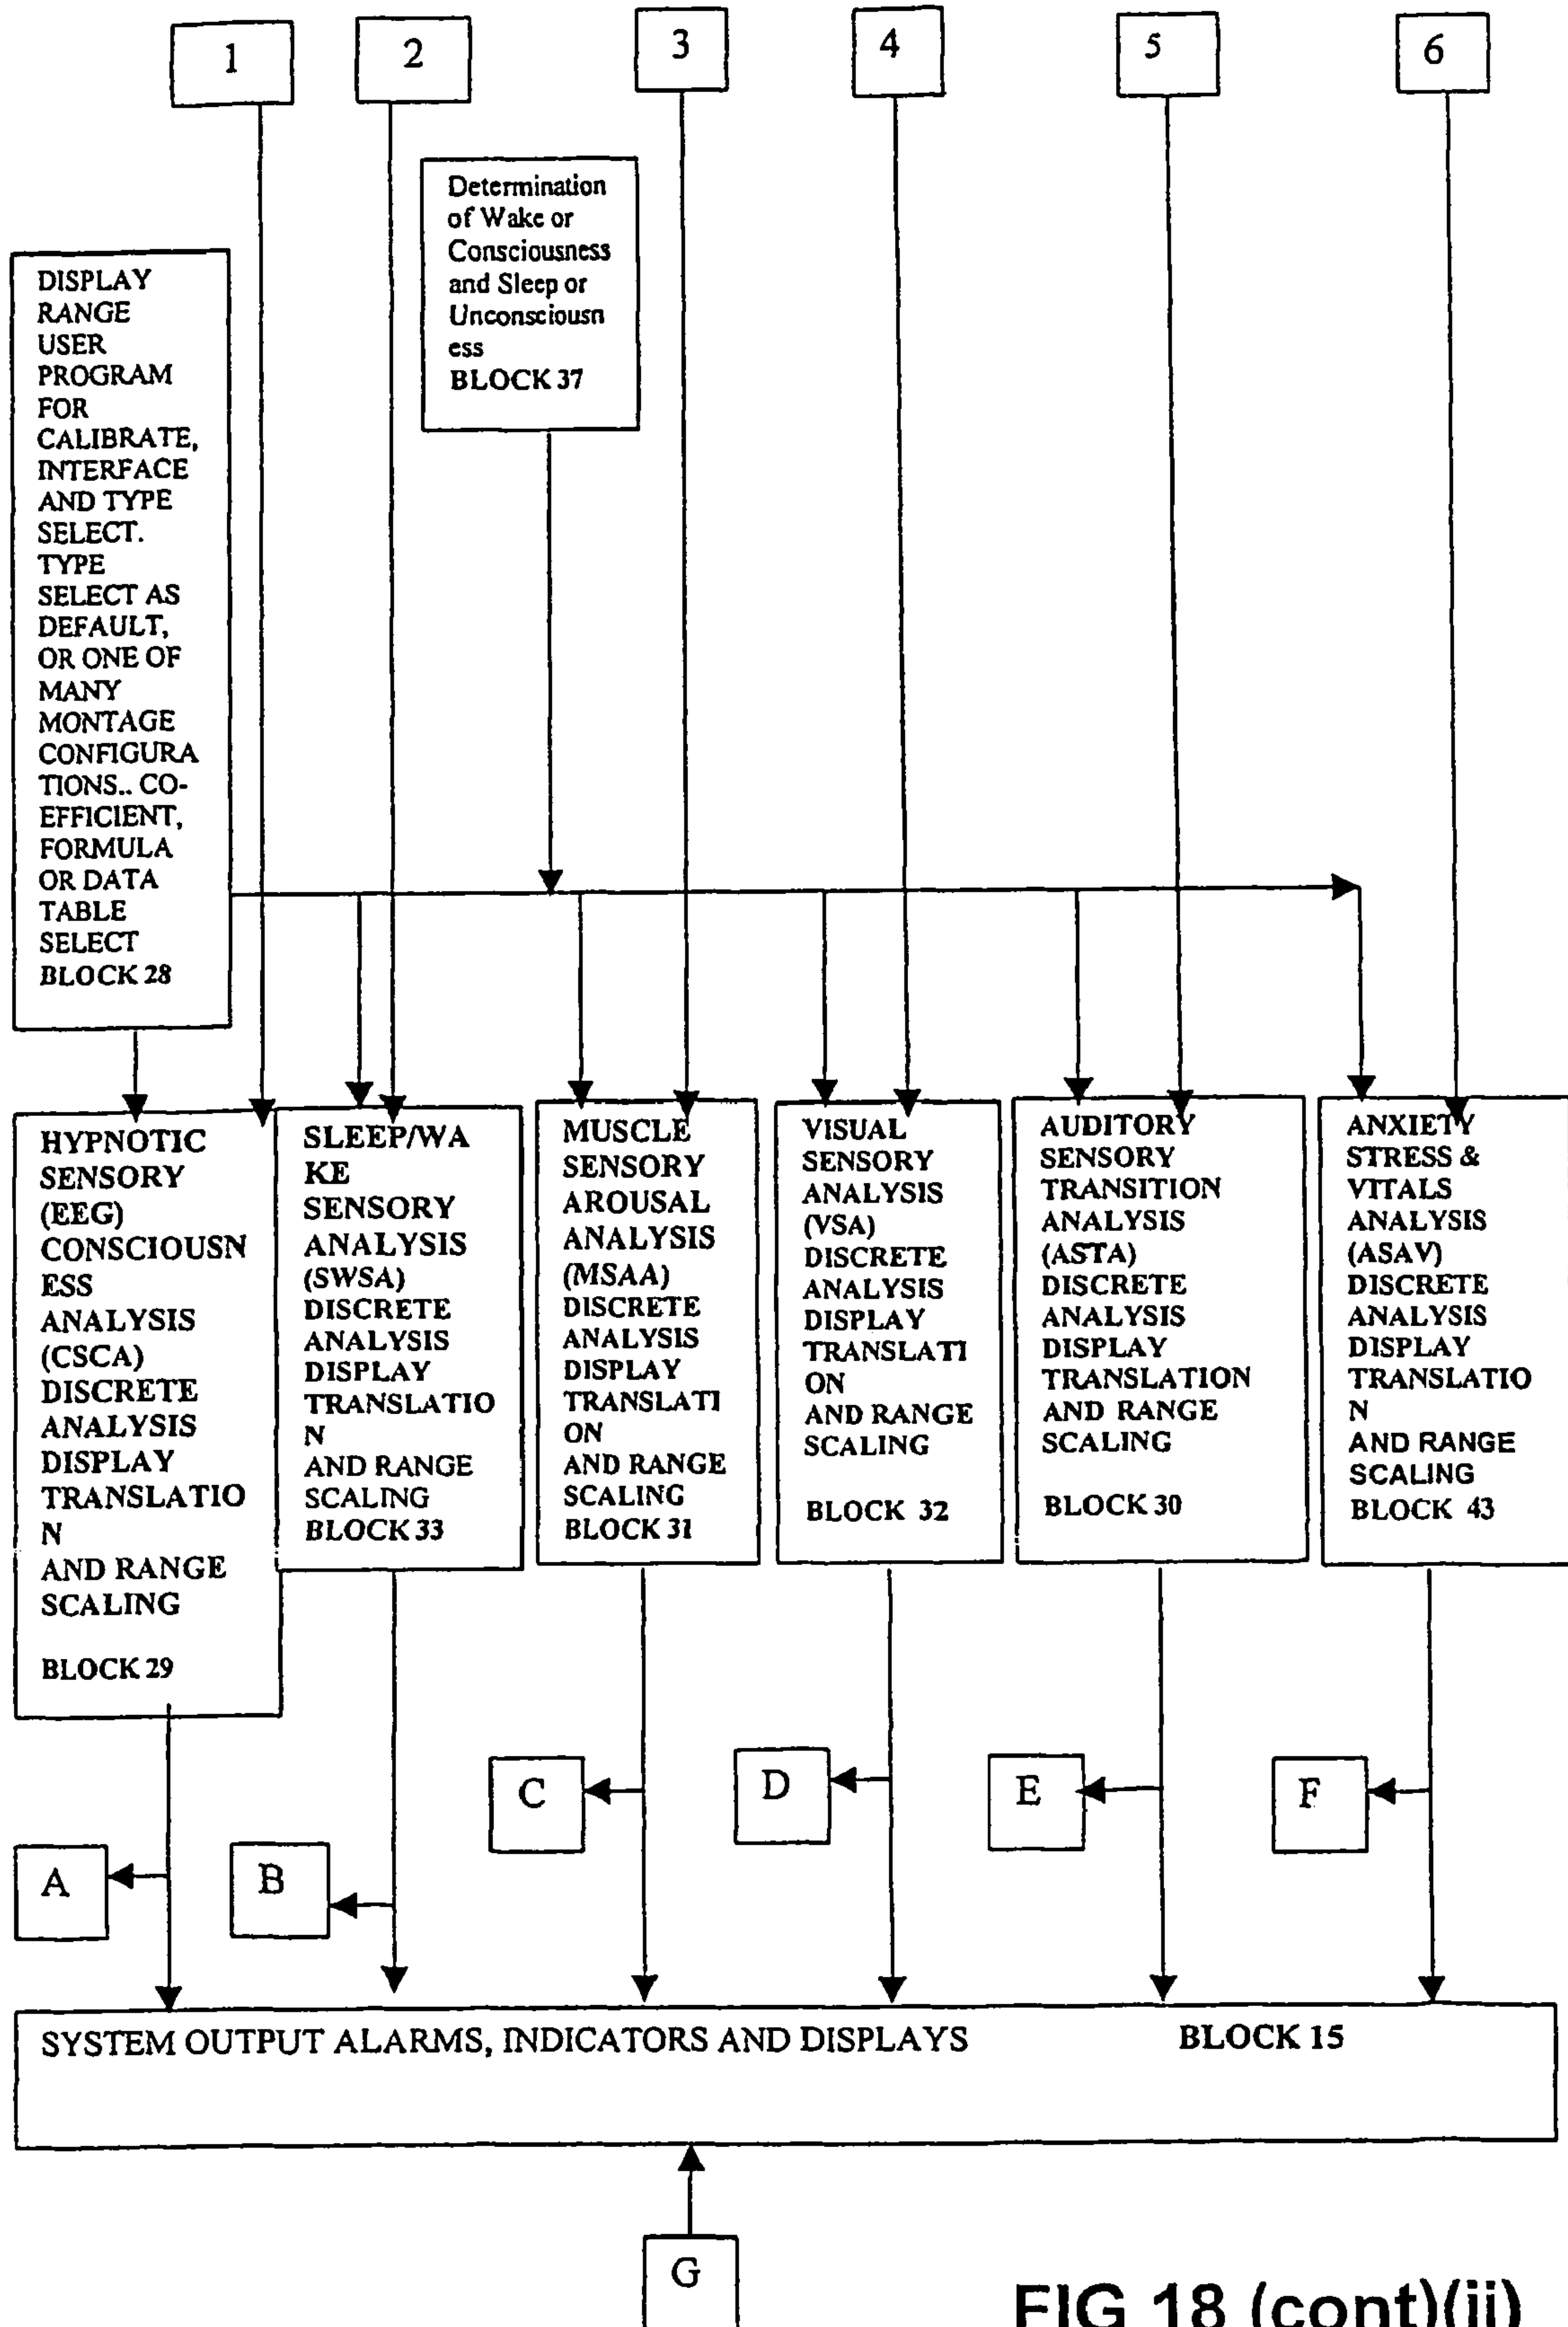 1
2
3
4
5
6
Determination
of Wake or
Consciousness
and Sleep or
Unconsciousn
ess
BLOCK 37
DISPLAY
RANGE
USER
PROGRAM
FOR
CALIBRATE,
INTERFACE
AND TYPE
SELECT.
TYPE
SELECT AS
DEFAULT,
OR ONE OF
MANY
MONTAGE
CONFIGURA
TIONS.. CO-
EFFICIENT,
FORMULA
OR DATA
TABLE
SELECT
BLOCK 28
HYPNOTIC
SENSORY
(EEG)
CONSCIOUSN
ESS
ANALYSIS
(CSCA)
DISCRETE
ANALYSIS
DISPLAY
TRANSLATIO
N
AND RANGE
SCALING
BLOCK 29
SLEEP/WA
KE
SENSORY
ANALYSIS
(SWSA)
DISCRETE
ANALYSIS
DISPLAY
TRANSLATIO
N
AND RANGE
SCALING
BLOCK 33
MUSCLE
SENSORY
AROUSAL
ANALYSIS
(MSAA)
DISCRETE
ANALYSIS
DISPLAY
TRANSLATI
ON
AND RANGE
SCALING
BLOCK 31
VISUAL
SENSORY
ANALYSIS
(VSA)
DISCRETE
ANALYSIS
DISPLAY
TRANSLATI
ON
AND RANGE
SCALING
BLOCK 32
AUDITORY
SENSORY
TRANSITION
ANALYSIS
(ASTA)
DISCRETE
ANALYSIS
DISPLAY
TRANSLATION
AND RANGE
SCALING
BLOCK 30
ANXIETY
STRESS &
VITALS
ANALYSIS
(ASAV)
DISCRETE
ANALYSIS
DISPLAY
TRANSLATIO
N
AND RANGE
SCALING
BLOCK 43
A
B
C
D
E
F
SYSTEM OUTPUT ALARMS, INDICATORS AND DISPLAYS BLOCK 15
G
FIG 18 (cont)(ii)